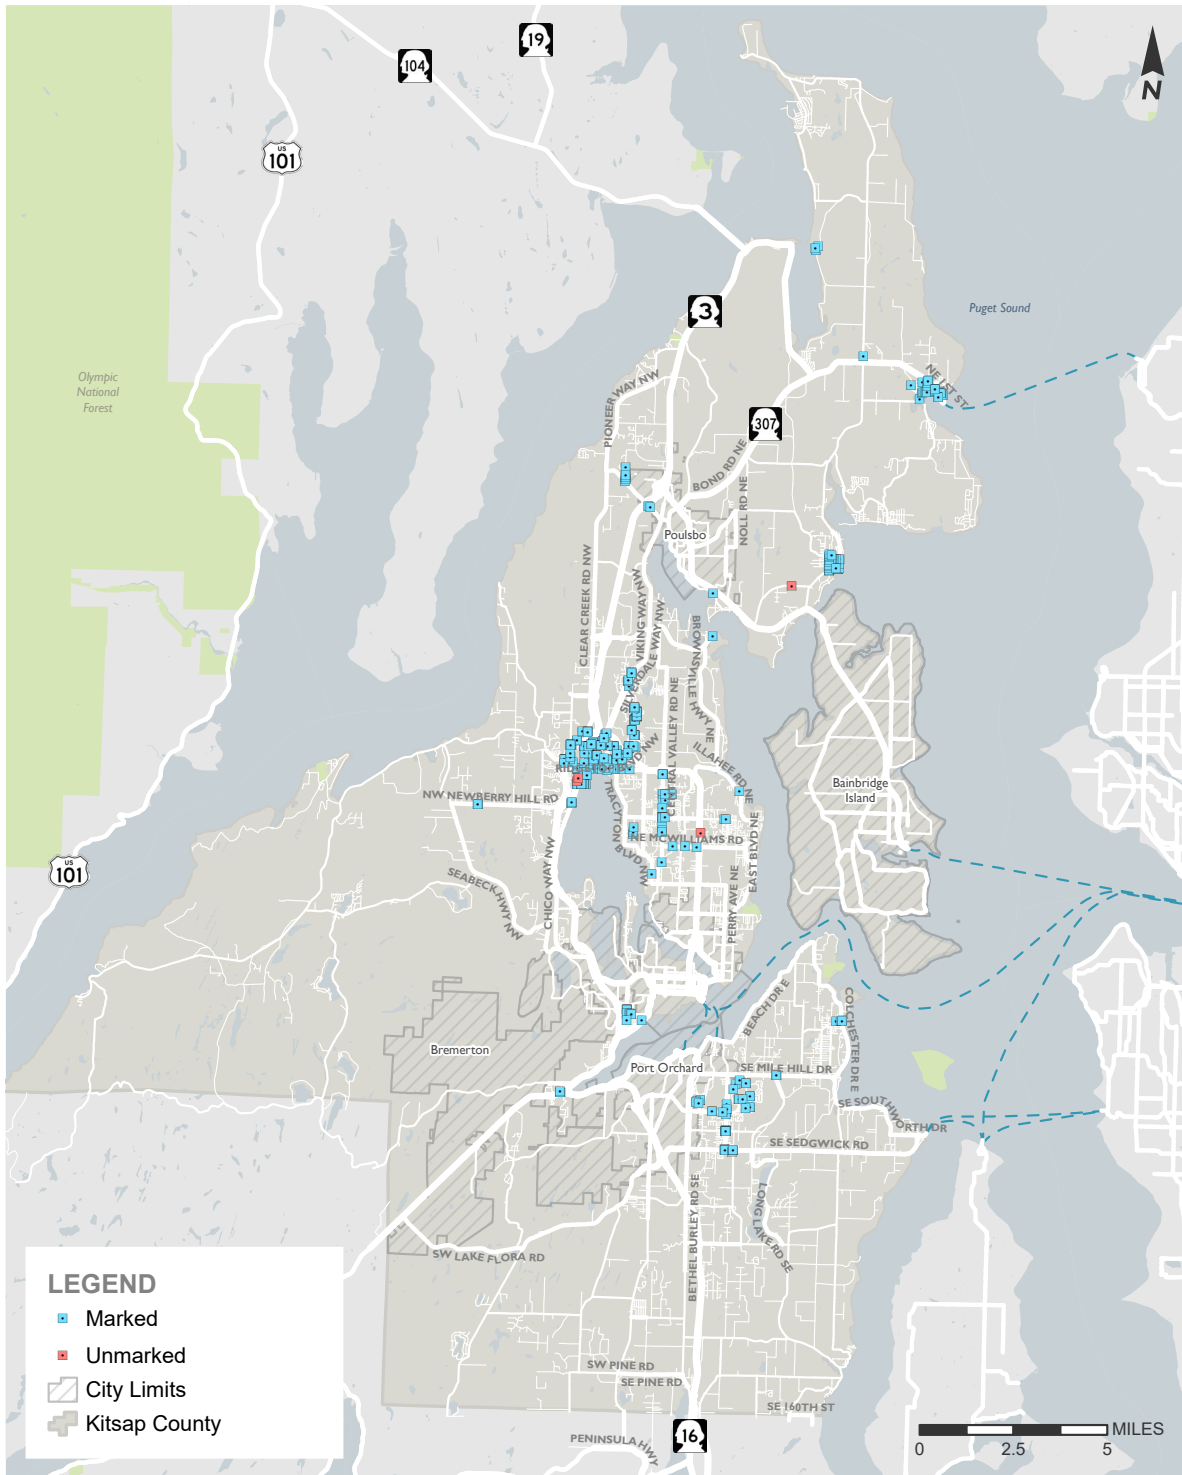 19
104
N
US
101
Puget Sound
3
Olympic
National
Forest
NE 1ST ST
PIONEER WAY NW
307
BOND RD NE
NOLL RD NE
Poulsbo
CLEAR CREEK RD NW
VIKING WAY NW
SILVERDALE WAY NW
BROWNSVILLE HWY NE
CENTRAL VALLEY RD NE
ILLAHEE RD NE
Bainbridge
Island
NW NEWBERRY HILL RD
TRACYTON BLVD NW
NE MCWILLIAMS RD
EAST BLVD NE
US
101
CHICO WAY NW
SEABECK HWY NW
PERRY AVE NE
BEACH DR E
COLCHESTER DR E
Bremerton
Port Orchard
SE MILE HILL DR
SE SOUTHWORTH DR
SE SEDGWICK RD
LONG LAKE RD SE
BETHEL BURLEY RD SE
SW LAKE FLORA RD
SW PINE RD
SE PINE RD
SE 160TH ST
16
PENINSULA HWY
LEGEND
Marked
Unmarked
City Limits
Kitsap County
MILES
0 2.5 5